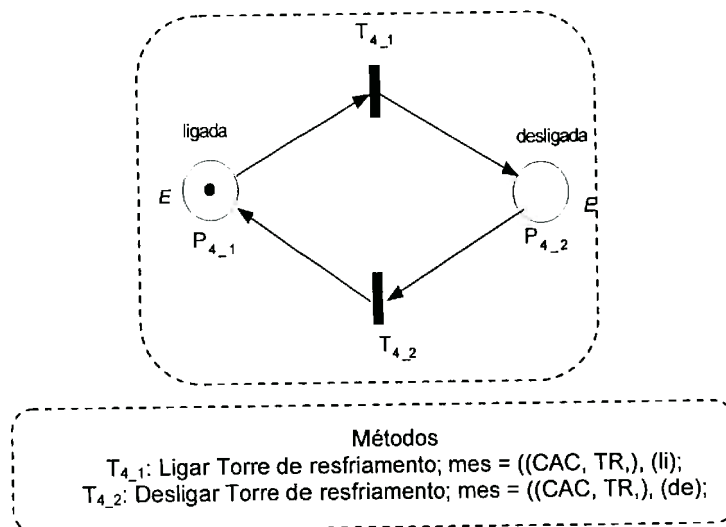 T4_1
ligada
desligada
E
E
P4_1
P4_2
T4_2
Métodos
T4_1: Ligar Torre de resfriamento; mes = ((CAC, TR,), (li);
T4_2: Desligar Torre de resfriamento; mes = ((CAC, TR,), (de);